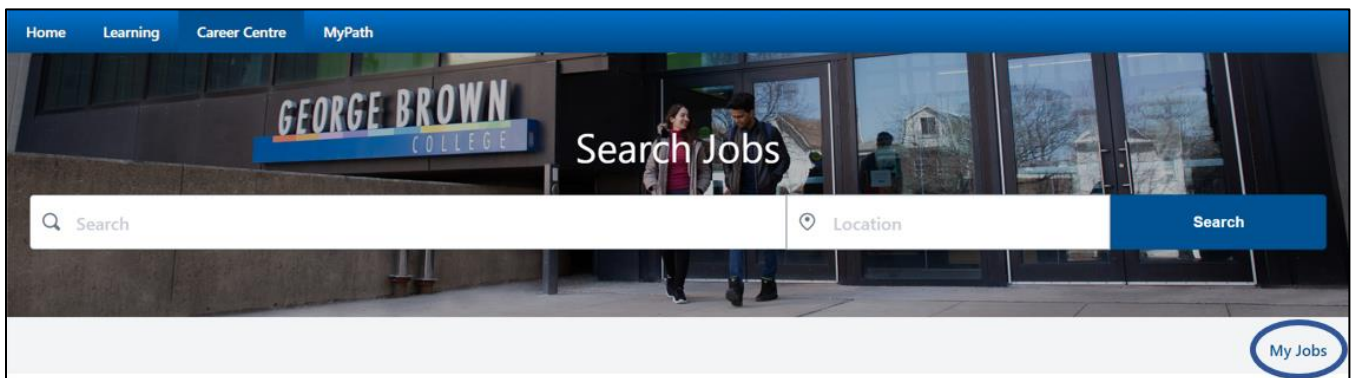 Home Learning Career Centre MyPath
GEORGE BROWN
COLLEGE
Search Jobs
Search Location Search
My Jobs